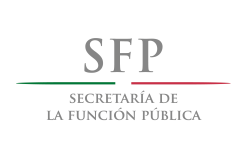 SFP
SECRETARÍA DE
LA FUNCIÓN PÚBLICA